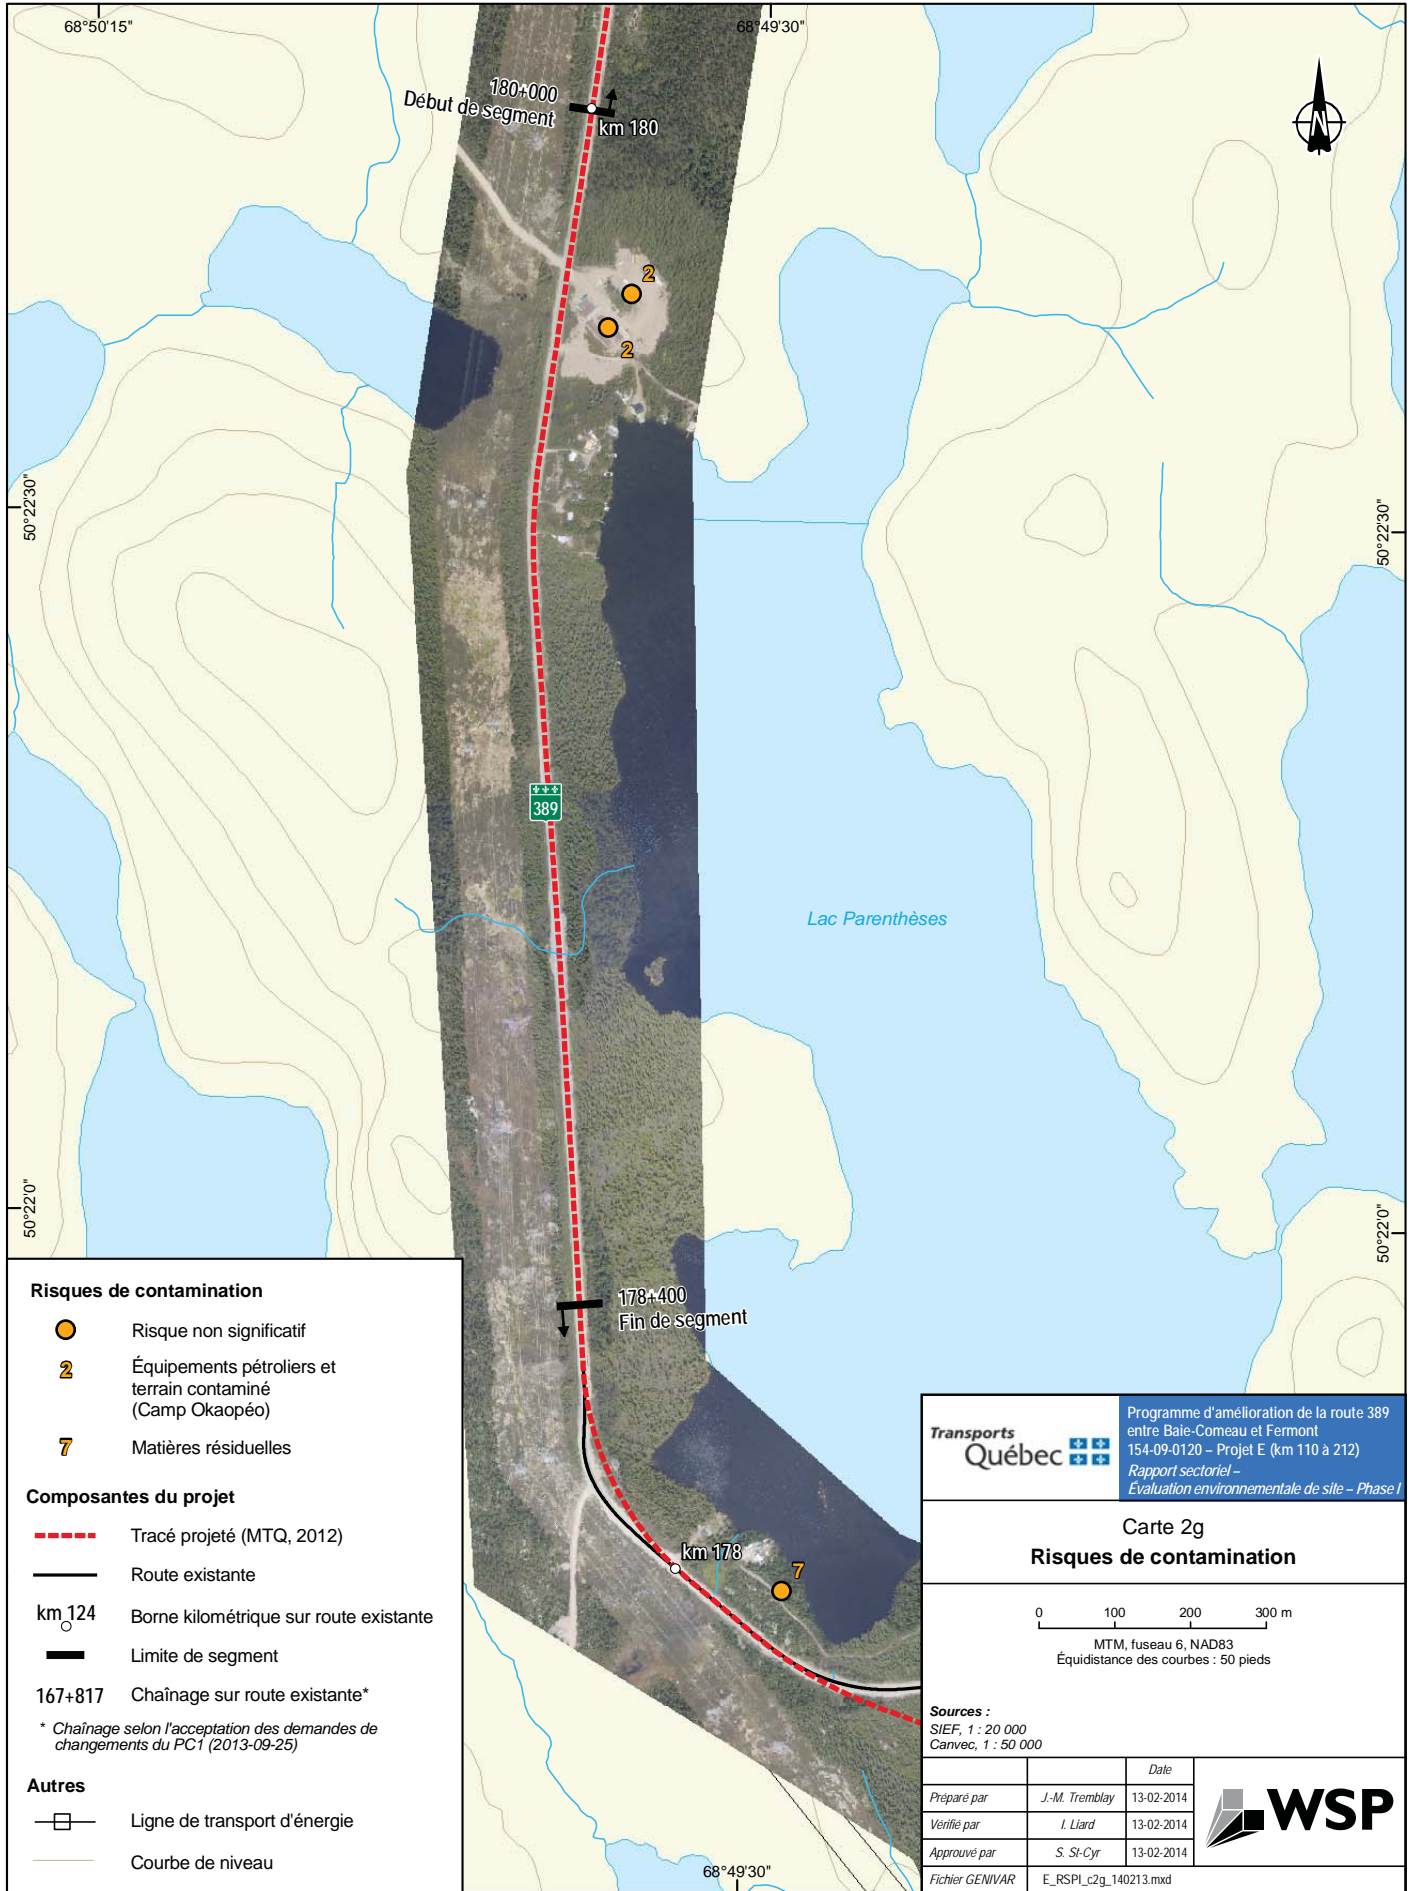 68°50'15"
68°49'30"
180+000
Début de segment
km 180
N
2
2
50°22'30"
50°22'30"
389
Lac Parenthèses
50°22'0"
50°22'0"
178+400
Fin de segment
km 178
7
68°49'30"
Risques de contamination
Risque non significatif
2 Équipements pétroliers et
terrain contaminé
(Camp Okaopéo)
7 Matières résiduelles
Composantes du projet
Tracé projeté (MTQ, 2012)
Route existante
km 124 Borne kilométrique sur route existante
Limite de segment
167+817 Chaînage sur route existante*
* Chaînage selon l'acceptation des demandes de
changements du PC1 (2013-09-25)
Autres
Ligne de transport d'énergie
Courbe de niveau
Transports
Québec
Programme d'amélioration de la route 389
entre Baie-Comeau et Fermont
154-09-0120 – Projet E (km 110 à 212)
Rapport sectoriel –
Évaluation environnementale de site – Phase I
Carte 2g
Risques de contamination
0 100 200 300 m
MTM, fuseau 6, NAD83
Équidistance des courbes : 50 pieds
Sources :
SIEF, 1 : 20 000
Canvec, 1 : 50 000
Date
Préparé par J.-M. Tremblay 13-02-2014
Vérifié par I. Liard 13-02-2014
Approuvé par S. St-Cyr 13-02-2014
Fichier GENIVAR E_RSPI_c2g_140213.mxd
WSP